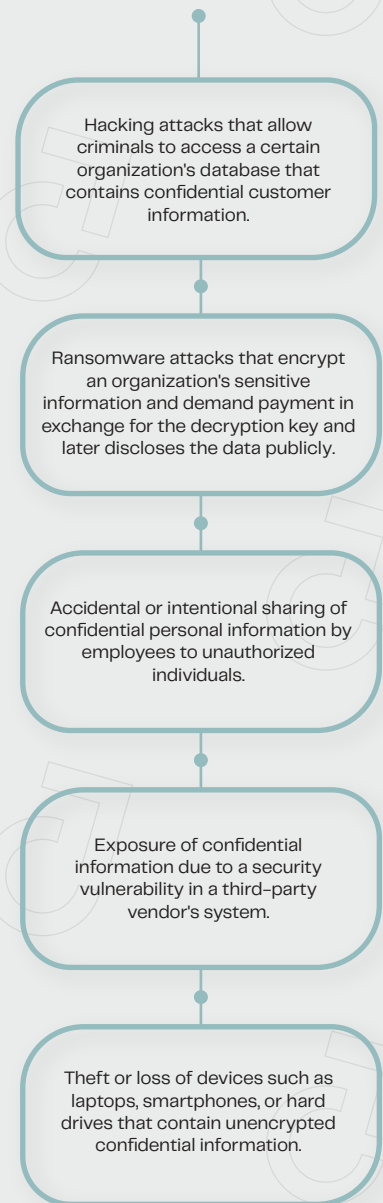 Hacking attacks that allow
criminals to access a certain
organization's database that
contains confidential customer
information.
Ransomware attacks that encrypt
an organization's sensitive
information and demand payment in
exchange for the decryption key and
later discloses the data publicly.
Accidental or intentional sharing of
confidential personal information by
employees to unauthorized
individuals.
Exposure of confidential
information due to a security
vulnerability in a third-party
vendor's system.
Theft or loss of devices such as
laptops, smartphones, or hard
drives that contain unencrypted
confidential information.